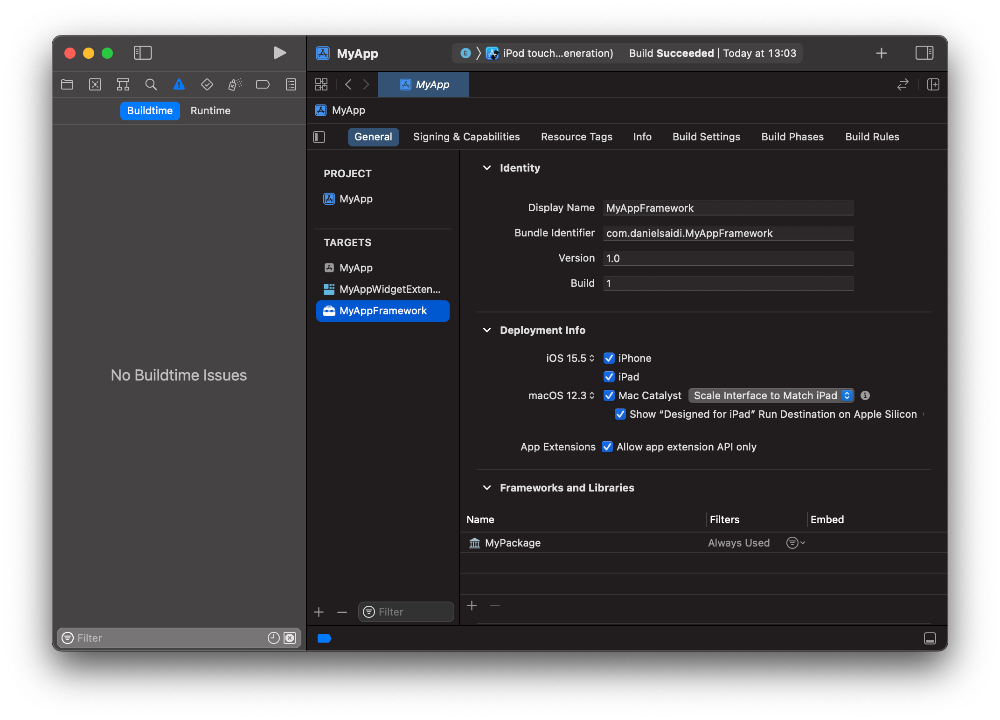 MyApp
iPod touch...eneration)
Build Succeeded | Today at 13:03
MyApp
Buildtime
Runtime
MyApp
General
Signing & Capabilities
Resource Tags
Info
Build Settings
Build Phases
Build Rules
PROJECT
MyApp
TARGETS
MyApp
MyAppWidgetExten...
MyAppFramework
Identity
Display Name MyAppFramework
Bundle Identifier com.danielsaidi.MyAppFramework
Version 1.0
Build 1
Deployment Info
iOS 15.5 iPhone
iPad
macOS 12.3 Mac Catalyst Scale Interface to Match iPad
Show “Designed for iPad” Run Destination on Apple Silicon
App Extensions Allow app extension API only
No Buildtime Issues
Frameworks and Libraries
Name Filters Embed
MyPackage Always Used
Filter
Filter